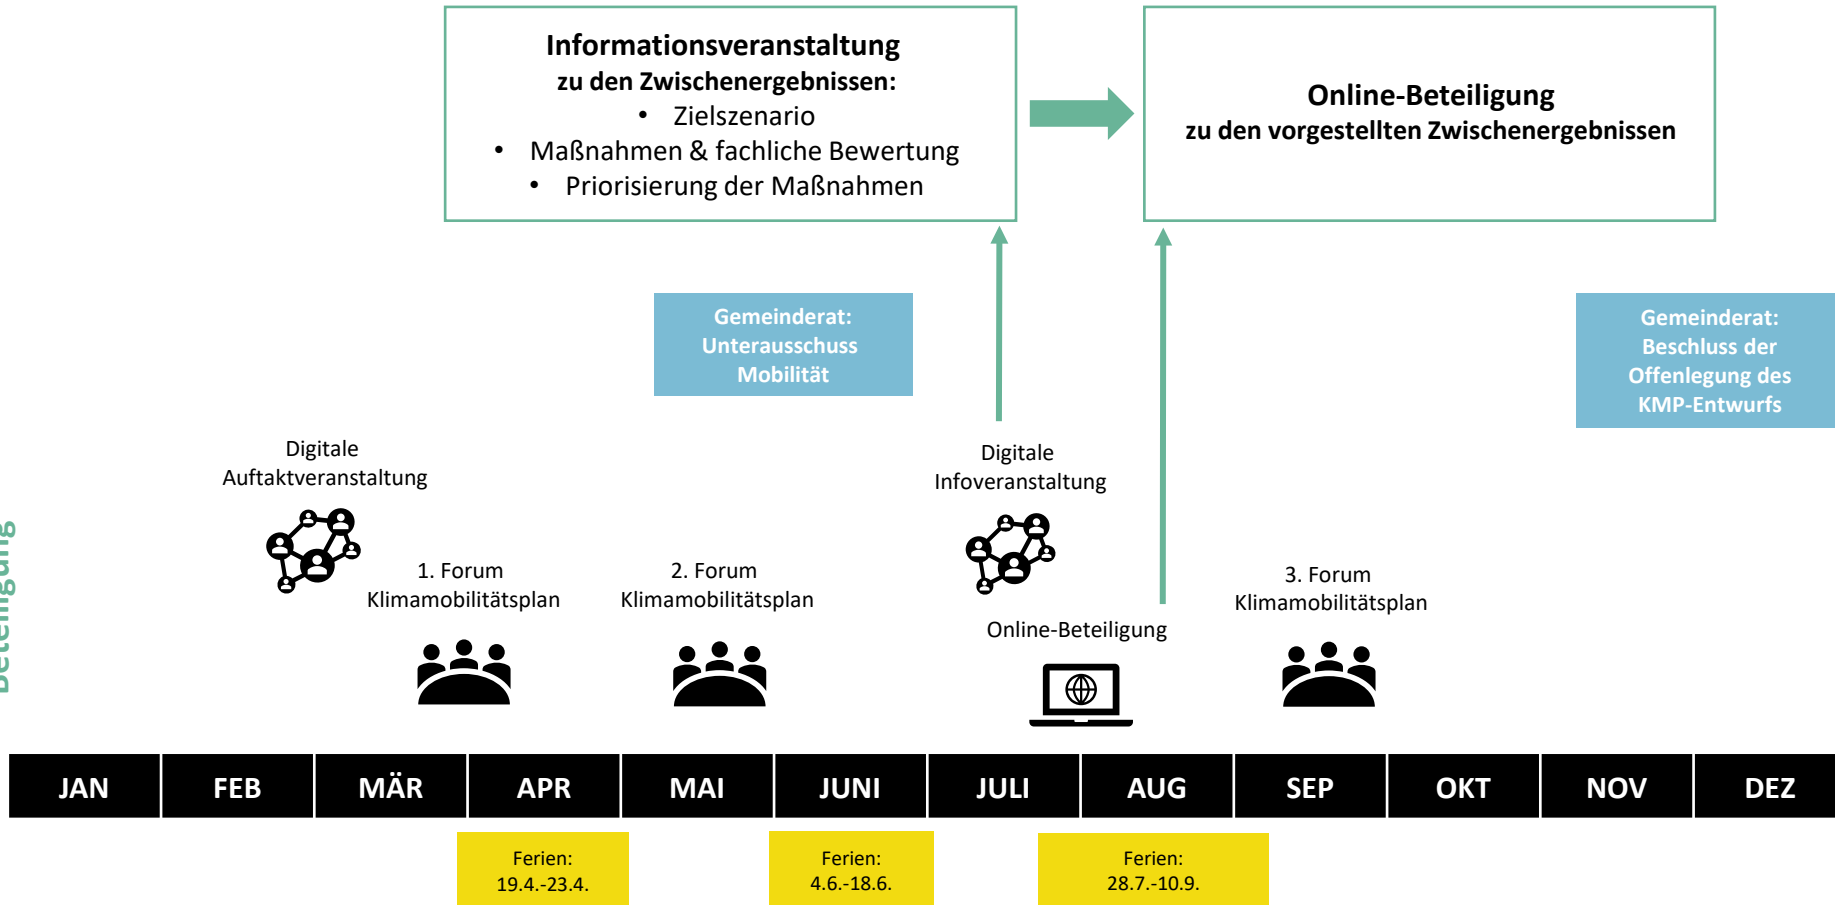 Informationsveranstaltung
zu den Zwischenergebnissen:
• Zielszenario
• Maßnahmen & fachliche Bewertung
• Priorisierung der Maßnahmen
Online-Beteiligung
zu den vorgestellten Zwischenergebnissen
Gemeinderat:
Unterausschuss
Mobilität
Gemeinderat:
Beschluss der
Offenlegung des
KMP-Entwurfs
Digitale
Auftaktveranstaltung
Digitale
Infoveranstaltung
1. Forum
Klimamobilitätsplan
2. Forum
Klimamobilitätsplan
3. Forum
Klimamobilitätsplan
Online-Beteiligung
Beteiligung
JAN
FEB
MÄR
APR
MAI
JUNI
JULI
AUG
SEP
OKT
NOV
DEZ
Ferien:
19.4.-23.4.
Ferien:
4.6.-18.6.
Ferien:
28.7.-10.9.